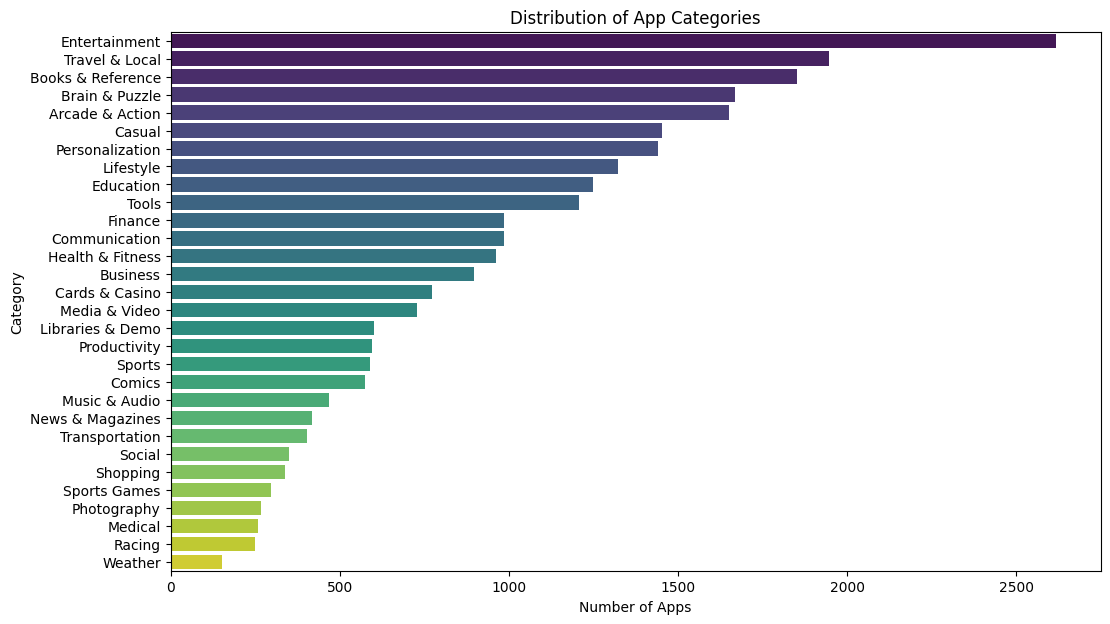 Distribution of App Categories
Category
Entertainment
Travel & Local
Books & Reference
Brain & Puzzle
Arcade & Action
Casual
Personalization
Lifestyle
Education
Tools
Finance
Communication
Health & Fitness
Business
Cards & Casino
Media & Video
Libraries & Demo
Productivity
Sports
Comics
Music & Audio
News & Magazines
Transportation
Social
Shopping
Sports Games
Photography
Medical
Racing
Weather
0 500 1000 1500 2000 2500
Number of Apps